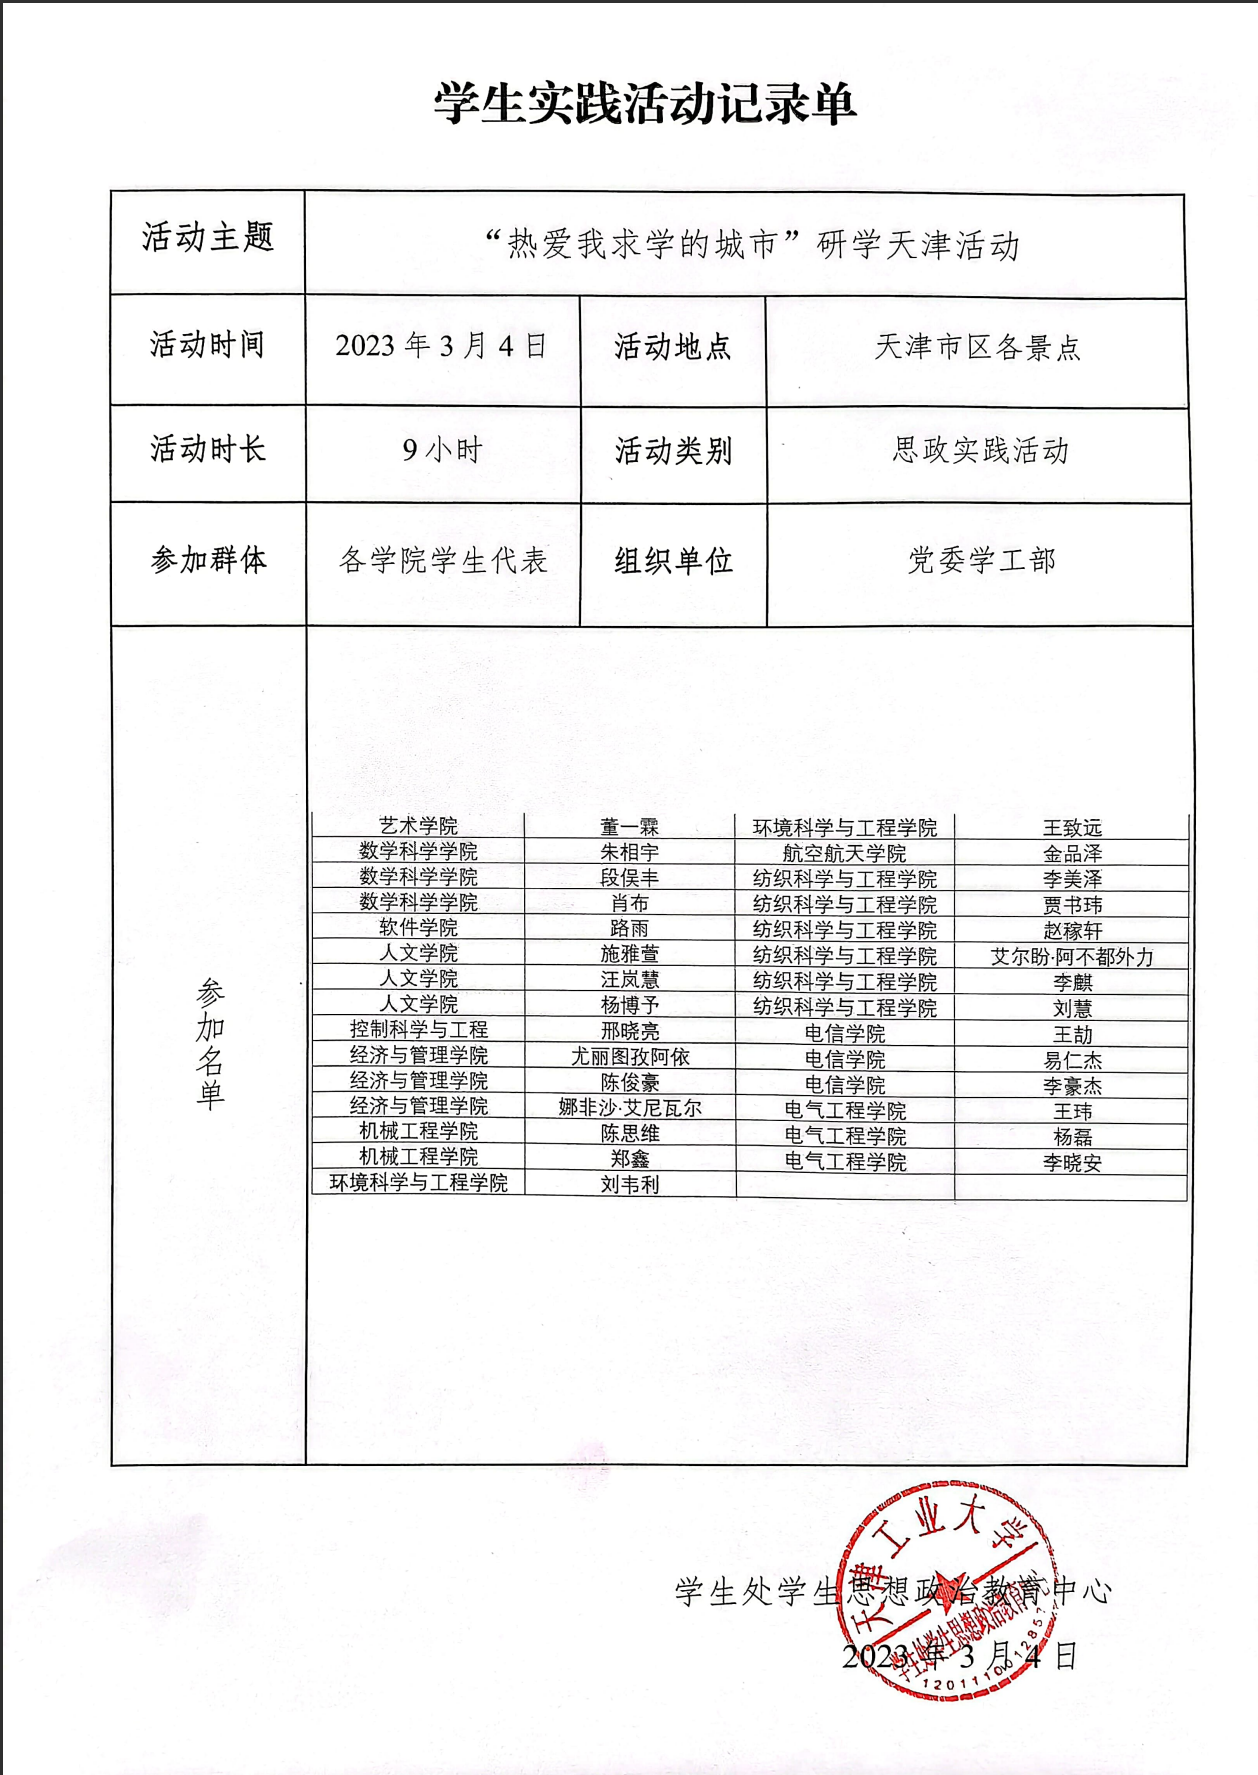 学生实践活动记录单
活动主题 “热爱我求学的城市”研学天津活动
活动时间 2023 年 3 月 4 日 活动地点 天津市区各景点
活动时长 9 小时 活动类别 思政实践活动
参加群体 各学院学生代表 组织单位 党委学工部
参加名单
艺术学院 董一霖 环境科学与工程学院 王致远
数学科学学院 朱相宇 航空航天学院 金品泽
数学科学学院 段俣丰 纺织科学与工程学院 李美泽
数学科学学院 肖布 纺织科学与工程学院 贾书玮
软件学院 路雨 纺织科学与工程学院 赵稼轩
人文学院 施雅萱 纺织科学与工程学院 艾尔盼·阿不都外力
人文学院 汪岚慧 纺织科学与工程学院 李麒
人文学院 杨博予 纺织科学与工程学院 刘慧
控制科学与工程 邢晓亮 电信学院 王劼
经济与管理学院 尤丽图孜阿依 电信学院 易仁杰
经济与管理学院 陈俊豪 电信学院 李豪杰
经济与管理学院 娜非沙·艾尼瓦尔 电气工程学院 王玮
机械工程学院 陈思维 电气工程学院 杨磊
机械工程学院 郑鑫 电气工程学院 李晓安
环境科学与工程学院 刘韦利
学生处学生思想政治教育中心
2023 年 3 月 4 日
天津工业大学
学生处学生思想政治教育中心
1201110012857